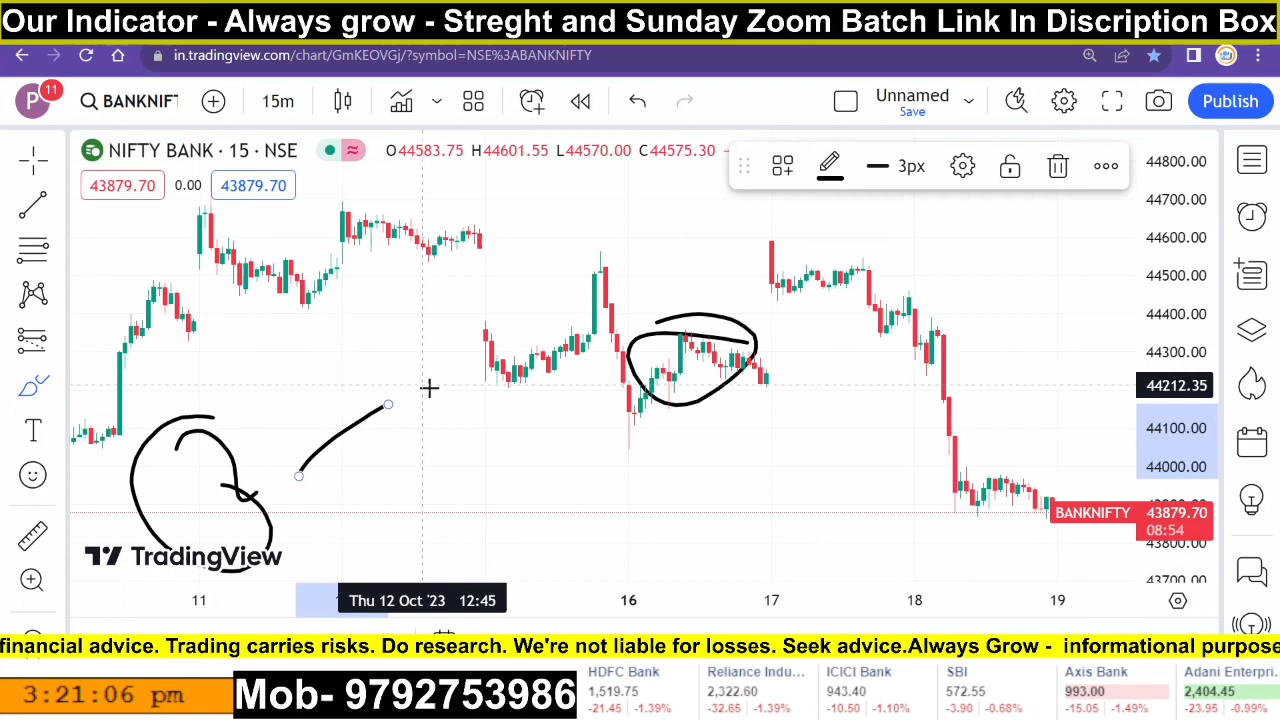 Our Indicator - Always grow - Streght and Sunday Zoom Batch Link In Discription Box
in.tradingview.com/chart/GmKEOVGj/?symbol=NSE%3ABANKNIFTY
P 11 BANKNIF 15m Unnamed Save Publish
NIFTY BANK · 15 · NSE O44583.75 H44601.55 L44570.00 C44575.30
43879.70 0.00 43879.70
3px
44800.00
44700.00
44600.00
44500.00
44400.00
44300.00
44212.35
44100.00
44000.00
BANKNIFTY 43879.70
08:54
43800.00
43700.00
TradingView
11 Thu 12 Oct '23 12:45 16 17 18 19
financial advice. Trading carries risks. Do research. We're not liable for losses. Seek advice.Always Grow - informational purpose
3:21:06 pm
Mob- 9792753986
HDFC Bank
1,519.75
-21.45 -1.39%
Reliance Indu...
2,322.60
-32.65 -1.39%
ICICI Bank
943.40
-10.50 -1.10%
SBI
572.55
-3.90 -0.68%
Axis Bank
993.00
-15.05 -1.49%
Adani Enterpri..
2,404.45
-23.95 -0.99%